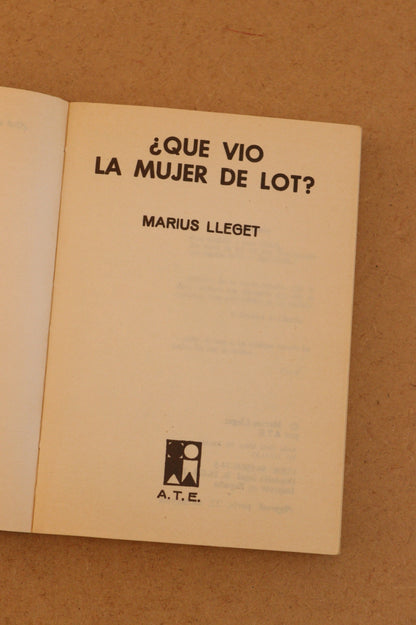 ¿QUE VIO
LA MUJER DE LOT?
MARIUS LLEGET
A.T.E.